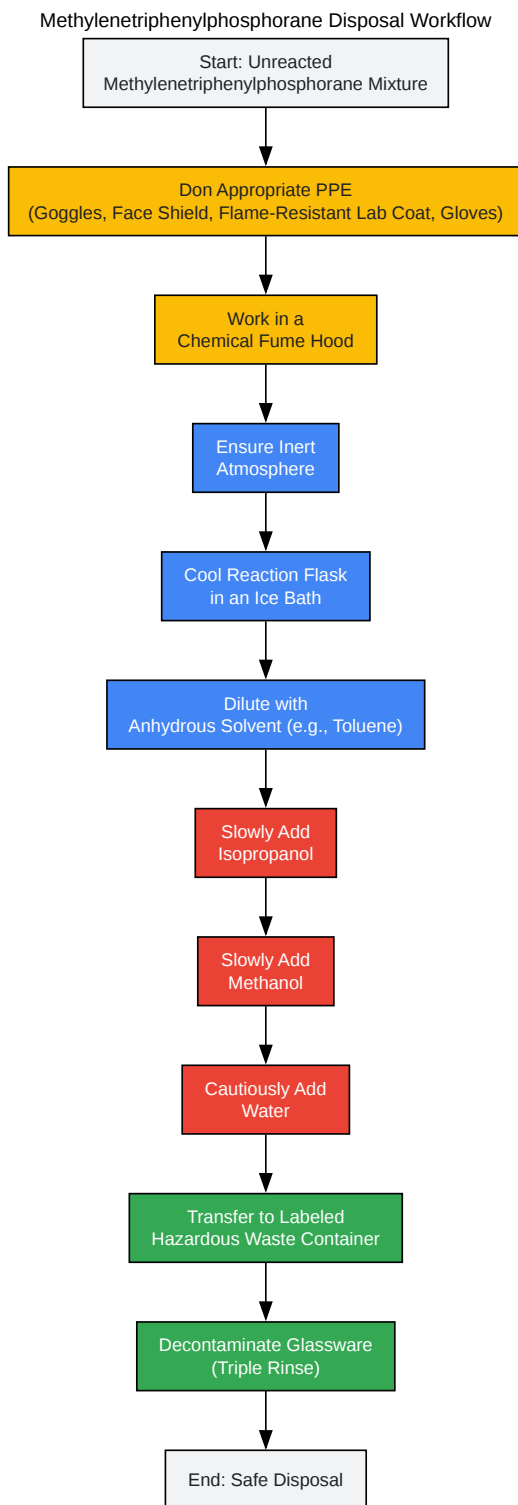 Methylenetriphenylphosphorane Disposal Workflow
Start: Unreacted
Methylenetriphenylphosphorane Mixture
Don Appropriate PPE
(Goggles, Face Shield, Flame-Resistant Lab Coat, Gloves)
Work in a
Chemical Fume Hood
Ensure Inert
Atmosphere
Cool Reaction Flask
in an Ice Bath
Dilute with
Anhydrous Solvent (e.g., Toluene)
Slowly Add
Isopropanol
Slowly Add
Methanol
Cautiously Add
Water
Transfer to Labeled
Hazardous Waste Container
Decontaminate Glassware
(Triple Rinse)
End: Safe Disposal